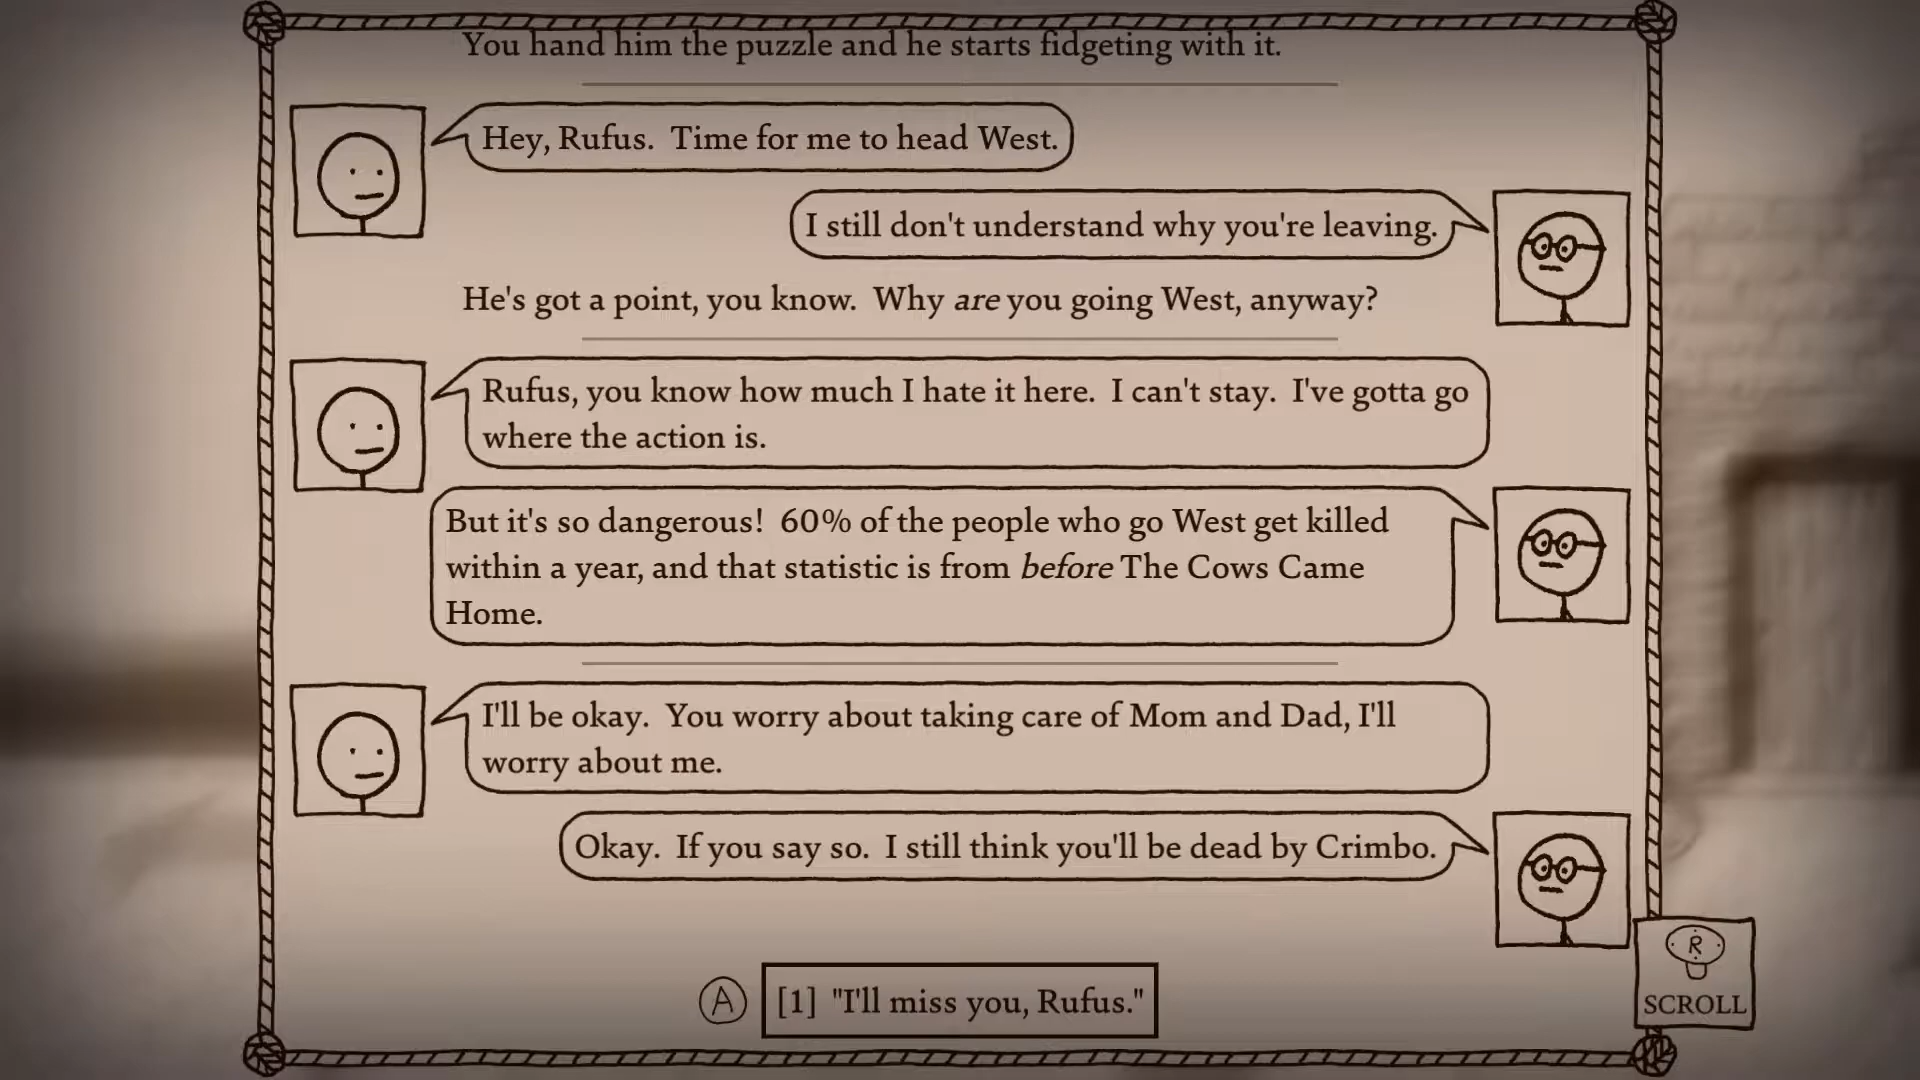 You hand him the puzzle and he starts fidgeting with it.
Hey, Rufus.  Time for me to head West.
I still don't understand why you're leaving.
He's got a point, you know.  Why are you going West, anyway?
Rufus, you know how much I hate it here.  I can't stay.  I've gotta go
where the action is.
But it's so dangerous!  60% of the people who go West get killed
within a year, and that statistic is from before The Cows Came
Home.
I'll be okay.  You worry about taking care of Mom and Dad, I'll
worry about me.
Okay.  If you say so.  I still think you'll be dead by Crimbo.
R
SCROLL
A [1] "I'll miss you, Rufus."